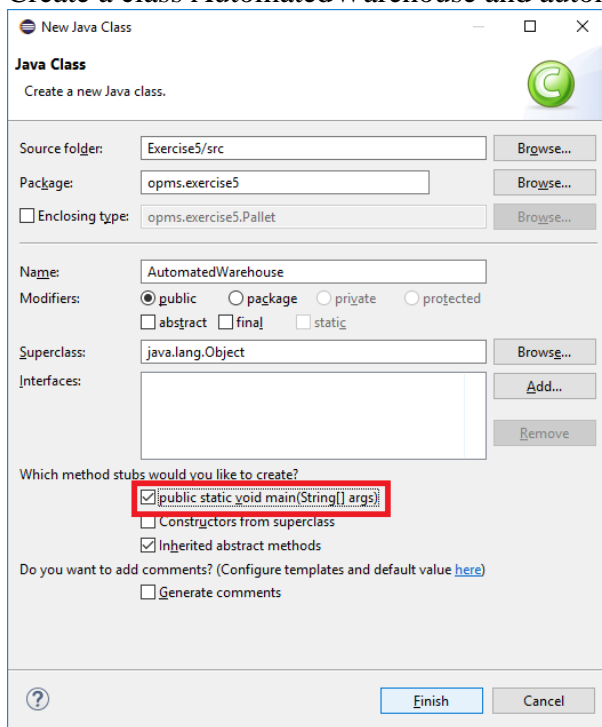 Create a class AutomatedWarehouse and
New Java Class
Java Class
Create a new Java class.
C
Source folder: Exercise5/src Browse...
Package: opms.exercise5 Browse...
Enclosing type: opms.exercise5.Pallet Browse...
Name: AutomatedWarehouse
Modifiers: public package private protected
abstract final static
Superclass: java.lang.Object Browse...
Interfaces: Add...
Remove
Which method stubs would you like to create?
public static void main(String[] args)
Constructors from superclass
Inherited abstract methods
Do you want to add comments? (Configure templates and default value here)
Generate comments
? Finish Cancel